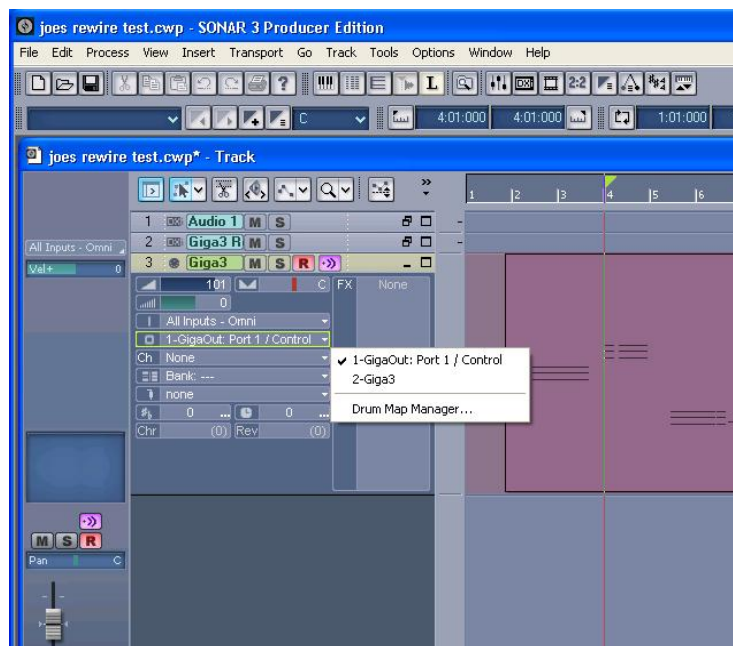 joes rewire test.cwp - SONAR 3 Producer Edition
File Edit Process View Insert Transport Go Track Tools Options Window Help
L 2:2
C 4:01:000 4:01:000 1:01:000
joes rewire test.cwp* - Track
1 2 3 4 5 6
1 Audio 1 M S
All Inputs - Omni 2 Giga3 R M S
Vel+ 0 3 Giga3 M S R
101 C FX None
0
All Inputs - Omni
1-GigaOut: Port 1 / Control
Ch None
Bank: ---
none
0 ... 0 ...
Chr (0) Rev (0)
✓ 1-GigaOut: Port 1 / Control
2-Giga3
Drum Map Manager...
M S R
Pan C